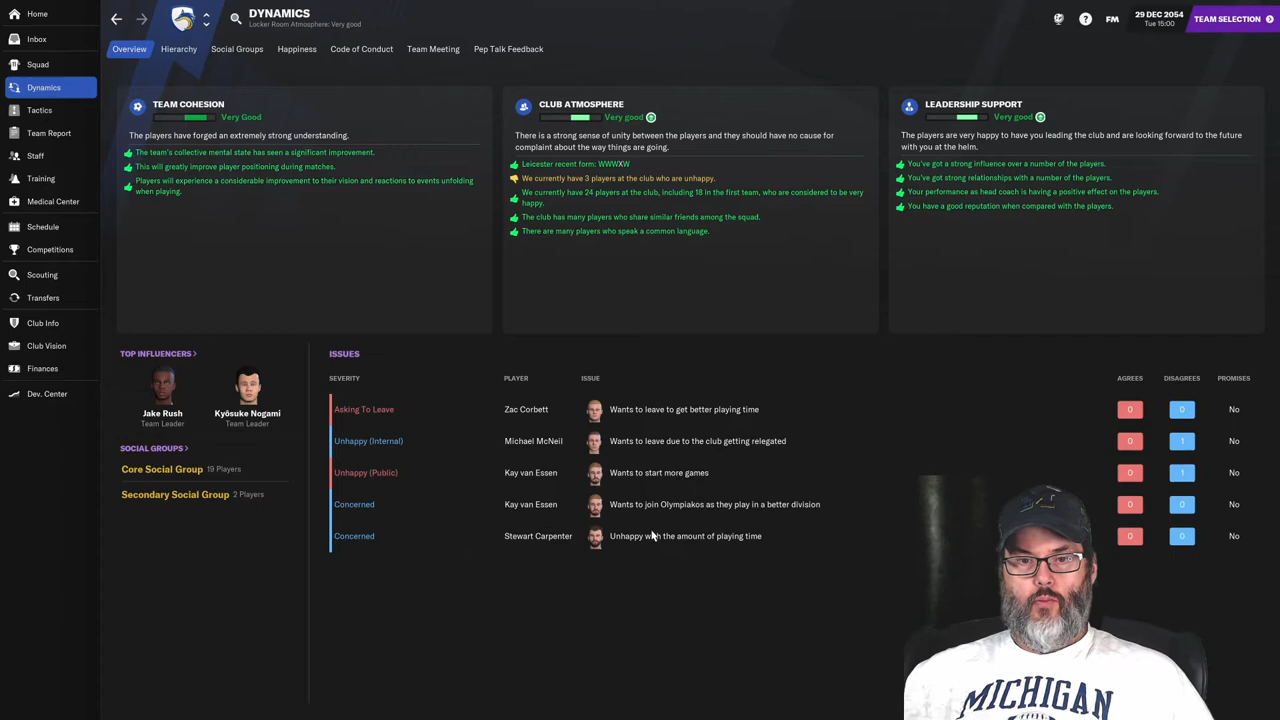 Home
Inbox
Squad
Dynamics
Tactics
Team Report
Staff
Training
Medical Center
Schedule
Competitions
Scouting
Transfers
Club Info
Club Vision
Finances
Dev. Center
DYNAMICS
Locker Room Atmosphere: Very good
FM
29 DEC 2054
Tue 15:00
TEAM SELECTION
Overview
Hierarchy
Social Groups
Happiness
Code of Conduct
Team Meeting
Pep Talk Feedback
TEAM COHESION
Very Good
The players have forged an extremely strong understanding.
The team's collective mental state has seen a significant improvement.
This will greatly improve player positioning during matches.
Players will experience a considerable improvement to their vision and reactions to events unfolding
when playing.
CLUB ATMOSPHERE
Very good
There is a strong sense of unity between the players and they should have no cause for
complaint about the way things are going.
Leicester recent form: WWWXW
We currently have 3 players at the club who are unhappy.
We currently have 24 players at the club, including 18 in the first team, who are considered to be very
happy.
The club has many players who share similar friends among the squad.
There are many players who speak a common language.
LEADERSHIP SUPPORT
Very good
The players are very happy to have you leading the club and are looking forward to the future
with you at the helm.
You've got a strong influence over a number of the players.
You've got strong relationships with a number of the players.
Your performance as head coach is having a positive effect on the players.
You have a good reputation when compared with the players.
TOP INFLUENCERS >
Jake Rush
Team Leader
Kyōsuke Nogami
Team Leader
SOCIAL GROUPS >
Core Social Group 19 Players
Secondary Social Group 2 Players
ISSUES
SEVERITY PLAYER ISSUE AGREES DISAGREES PROMISES
Asking To Leave Zac Corbett Wants to leave to get better playing time 0 0 No
Unhappy (Internal) Michael McNeil Wants to leave due to the club getting relegated 0 1 No
Unhappy (Public) Kay van Essen Wants to start more games 0 1 No
Concerned Kay van Essen Wants to join Olympiakos as they play in a better division 0 0 No
Concerned Stewart Carpenter Unhappy with the amount of playing time 0 0 No
MICHIGAN